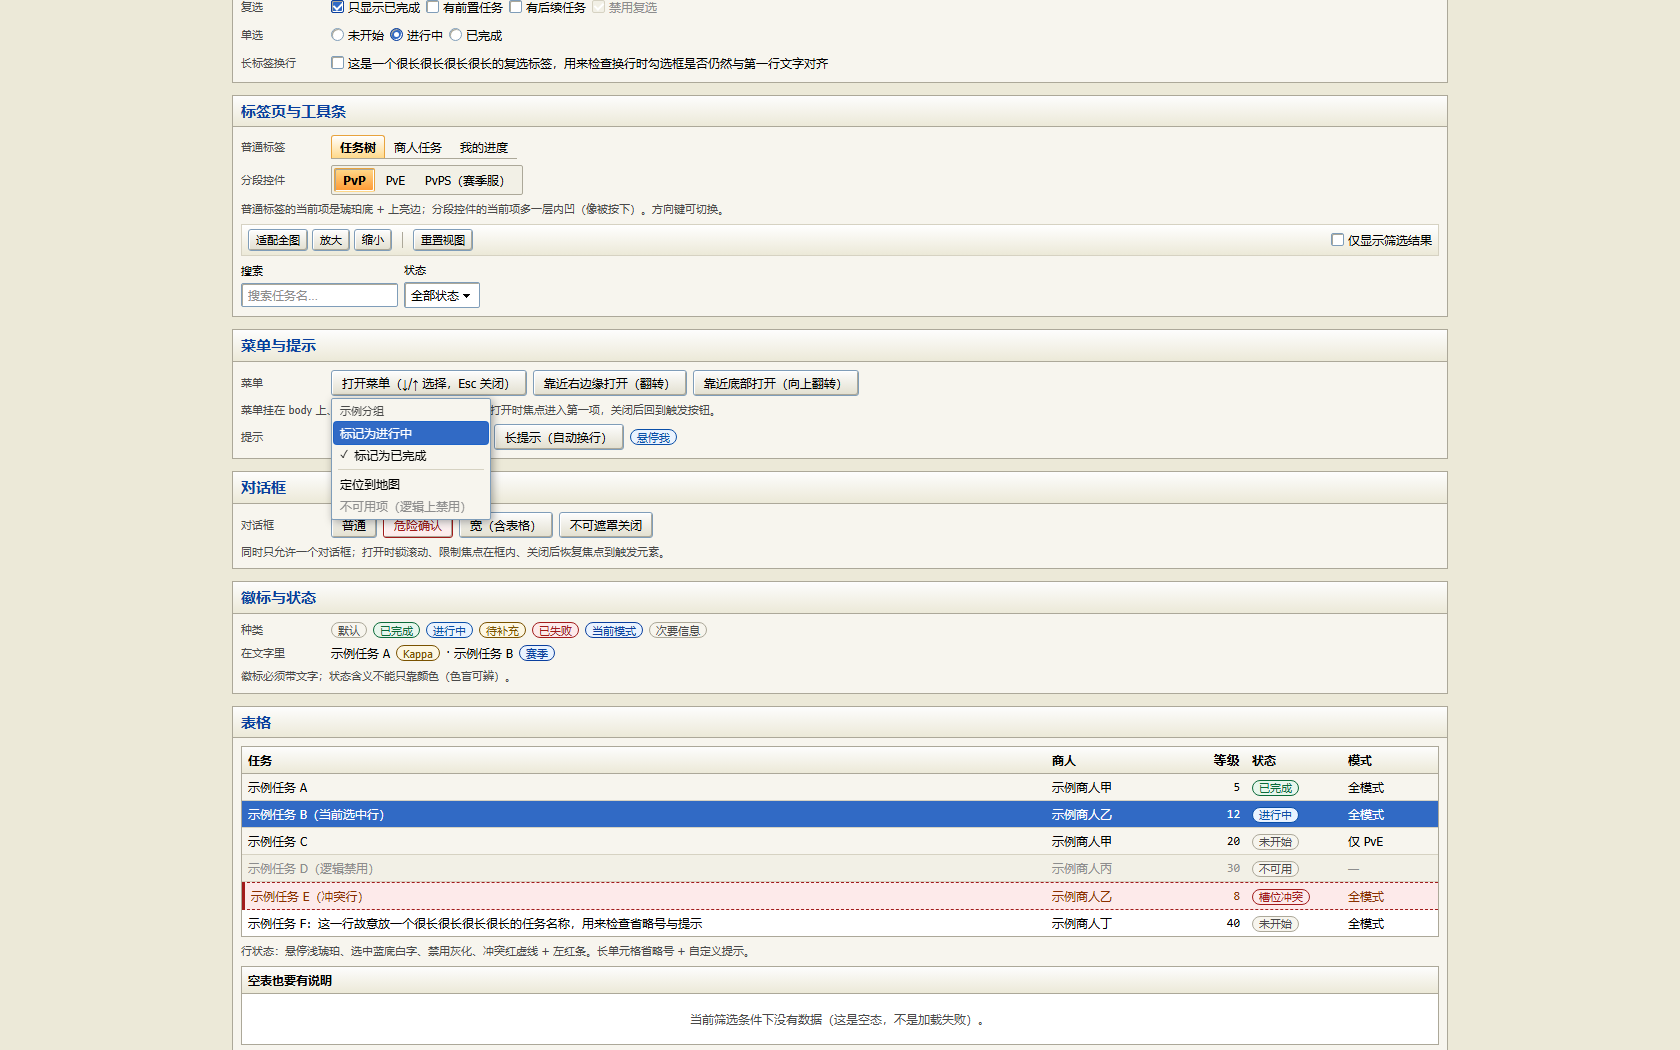 复选 只显示已完成 有前置任务 有后续任务 禁用复选
单选 未开始 进行中 已完成
长标签换行 这是一个很长很长很长很长的复选标签，用来检查换行时勾选框是否仍然与第一行文字对齐
标签页与工具条
普通标签 任务树 商人任务 我的进度
分段控件 PvP PvE PvPS（赛季服）
普通标签的当前项是琥珀底 + 上亮边；分段控件的当前项多一层内凹（像被按下）。方向键可切换。
适配全图 放大 缩小 重置视图 仅显示筛选结果
搜索 状态
搜索任务名... 全部状态
菜单与提示
菜单 打开菜单（↓/↑ 选择，Esc 关闭） 靠近右边缘打开（翻转） 靠近底部打开（向上翻转）
菜单挂在 body 上、 打开时焦点进入第一项，关闭后回到触发按钮。
示例分组
标记为进行中
✓ 标记为已完成
定位到地图
不可用项（逻辑上禁用）
提示 长提示（自动换行） 悬停我
对话框
对话框 普通 危险确认 宽（含表格） 不可遮罩关闭
同时只允许一个对话框；打开时锁滚动、限制焦点在框内、关闭后恢复焦点到触发元素。
徽标与状态
种类 默认 已完成 进行中 待补充 已失败 当前模式 次要信息
在文字里 示例任务 A Kappa · 示例任务 B 赛季
徽标必须带文字；状态含义不能只靠颜色（色盲可辨）。
表格
任务 商人 等级 状态 模式
示例任务 A 示例商人甲 5 已完成 全模式
示例任务 B（当前选中行） 示例商人乙 12 进行中 全模式
示例任务 C 示例商人甲 20 未开始 仅 PvE
示例任务 D（逻辑禁用） 示例商人丙 30 不可用 —
示例任务 E（冲突行） 示例商人乙 8 槽位冲突 全模式
示例任务 F：这一行故意放一个很长很长很长很长的任务名称，用来检查省略号与提示 示例商人丁 40 未开始 全模式
行状态：悬停浅琥珀、选中蓝底白字、禁用灰化、冲突红虚线 + 左红条。长单元格省略号 + 自定义提示。
空表也要有说明
当前筛选条件下没有数据（这是空态，不是加载失败）。